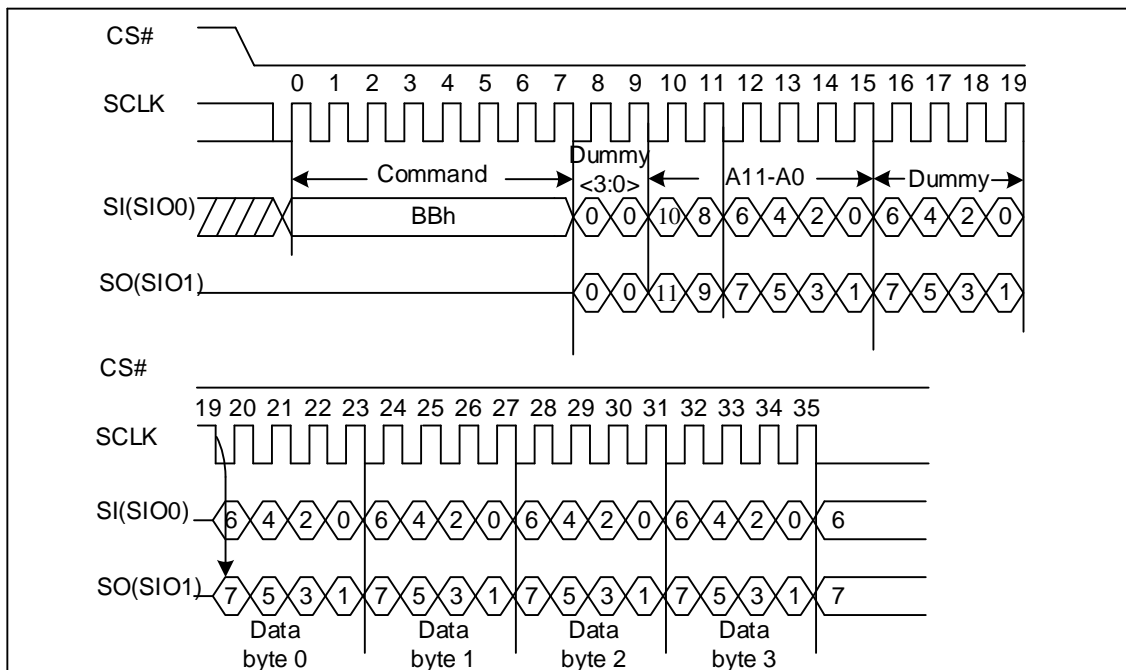 CS#
0 1 2 3 4 5 6 7 8 9 10 11 12 13 14 15 16 17 18 19
SCLK
Dummy
<3:0>
Command A11-A0 Dummy
SI(SIO0) BBh 0 0 10 8 6 4 2 0 6 4 2 0
SO(SIO1) 0 0 11 9 7 5 3 1 7 5 3 1
CS#
19 20 21 22 23 24 25 26 27 28 29 30 31 32 33 34 35
SCLK
SI(SIO0) 6 4 2 0 6 4 2 0 6 4 2 0 6 4 2 0 6
SO(SIO1) 7 5 3 1 7 5 3 1 7 5 3 1 7 5 3 1 7
Data Data Data Data
byte 0 byte 1 byte 2 byte 3